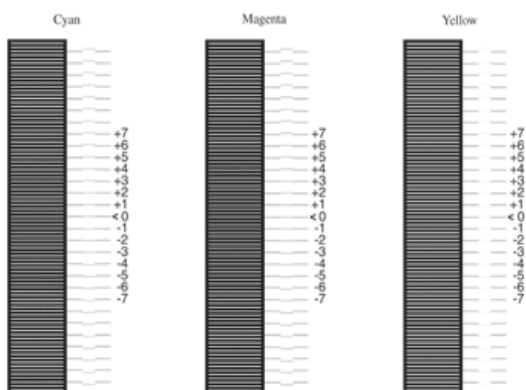 Cyan Magenta Yellow
+7 +7 +7
+6 +6 +6
+5 +5 +5
+4 +4 +4
+3 +3 +3
+2 +2 +2
+1 +1 +1
<0 <0 <0
-1 -1 -1
-2 -2 -2
-3 -3 -3
-4 -4 -4
-5 -5 -5
-6 -6 -6
-7 -7 -7